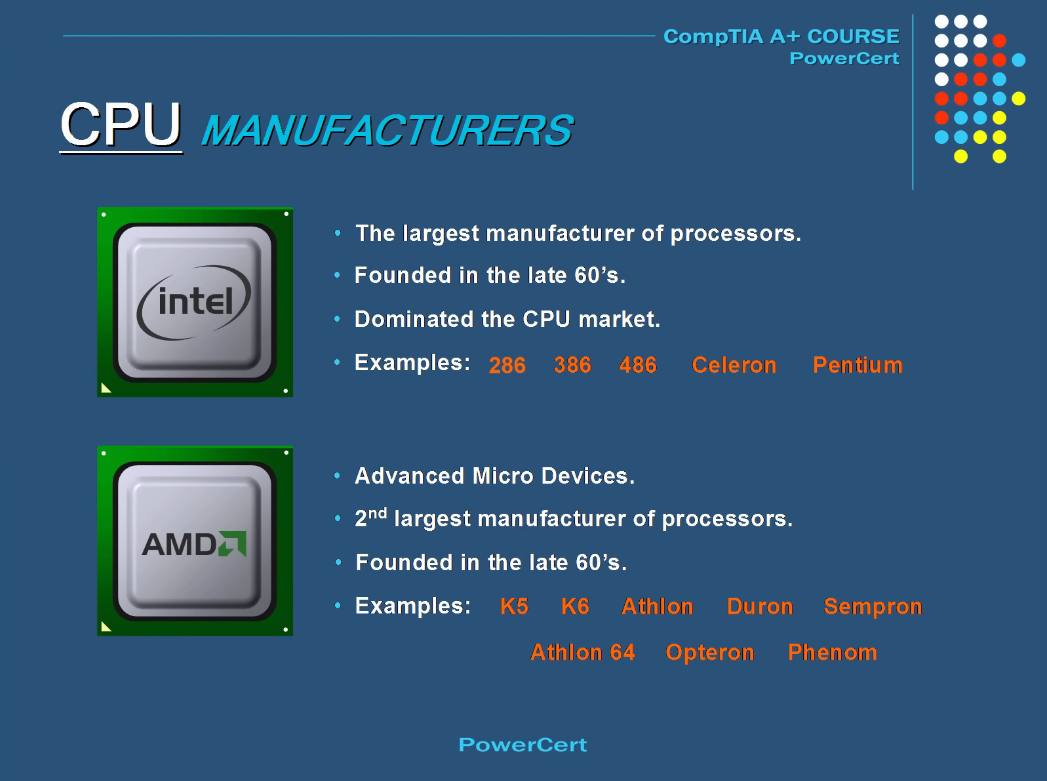 CompTIA A+ COURSE
PowerCert
CPU MANUFACTURERS
intel
• The largest manufacturer of processors.
• Founded in the late 60’s.
• Dominated the CPU market.
• Examples: 286 386 486 Celeron Pentium
AMD
• Advanced Micro Devices.
• 2nd largest manufacturer of processors.
• Founded in the late 60’s.
• Examples: K5 K6 Athlon Duron Sempron
Athlon 64 Opteron Phenom
PowerCert